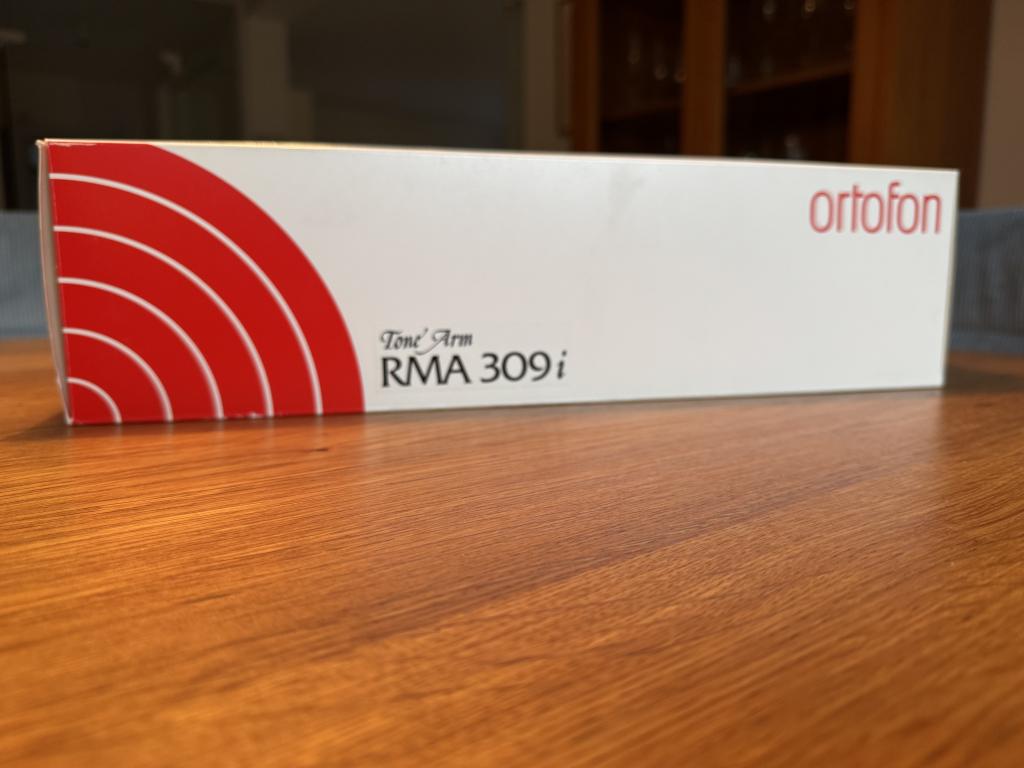 ortofon
Tone Arm
RMA 309i